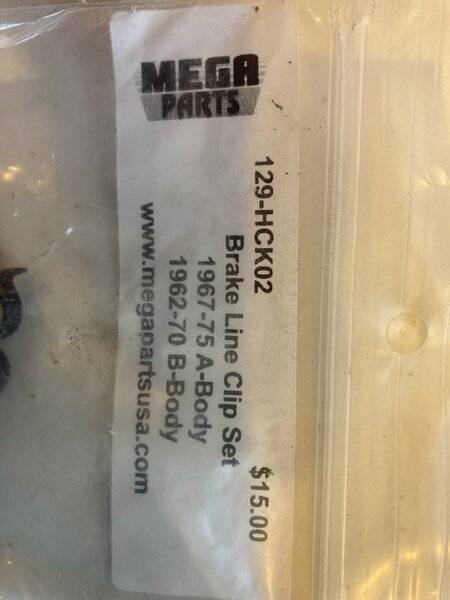 MEGA
PARTS
129-HCK02 $15.00
Brake Line Clip Set
1967-75 A-Body
1962-70 B-Body
www.megapartsusa.com